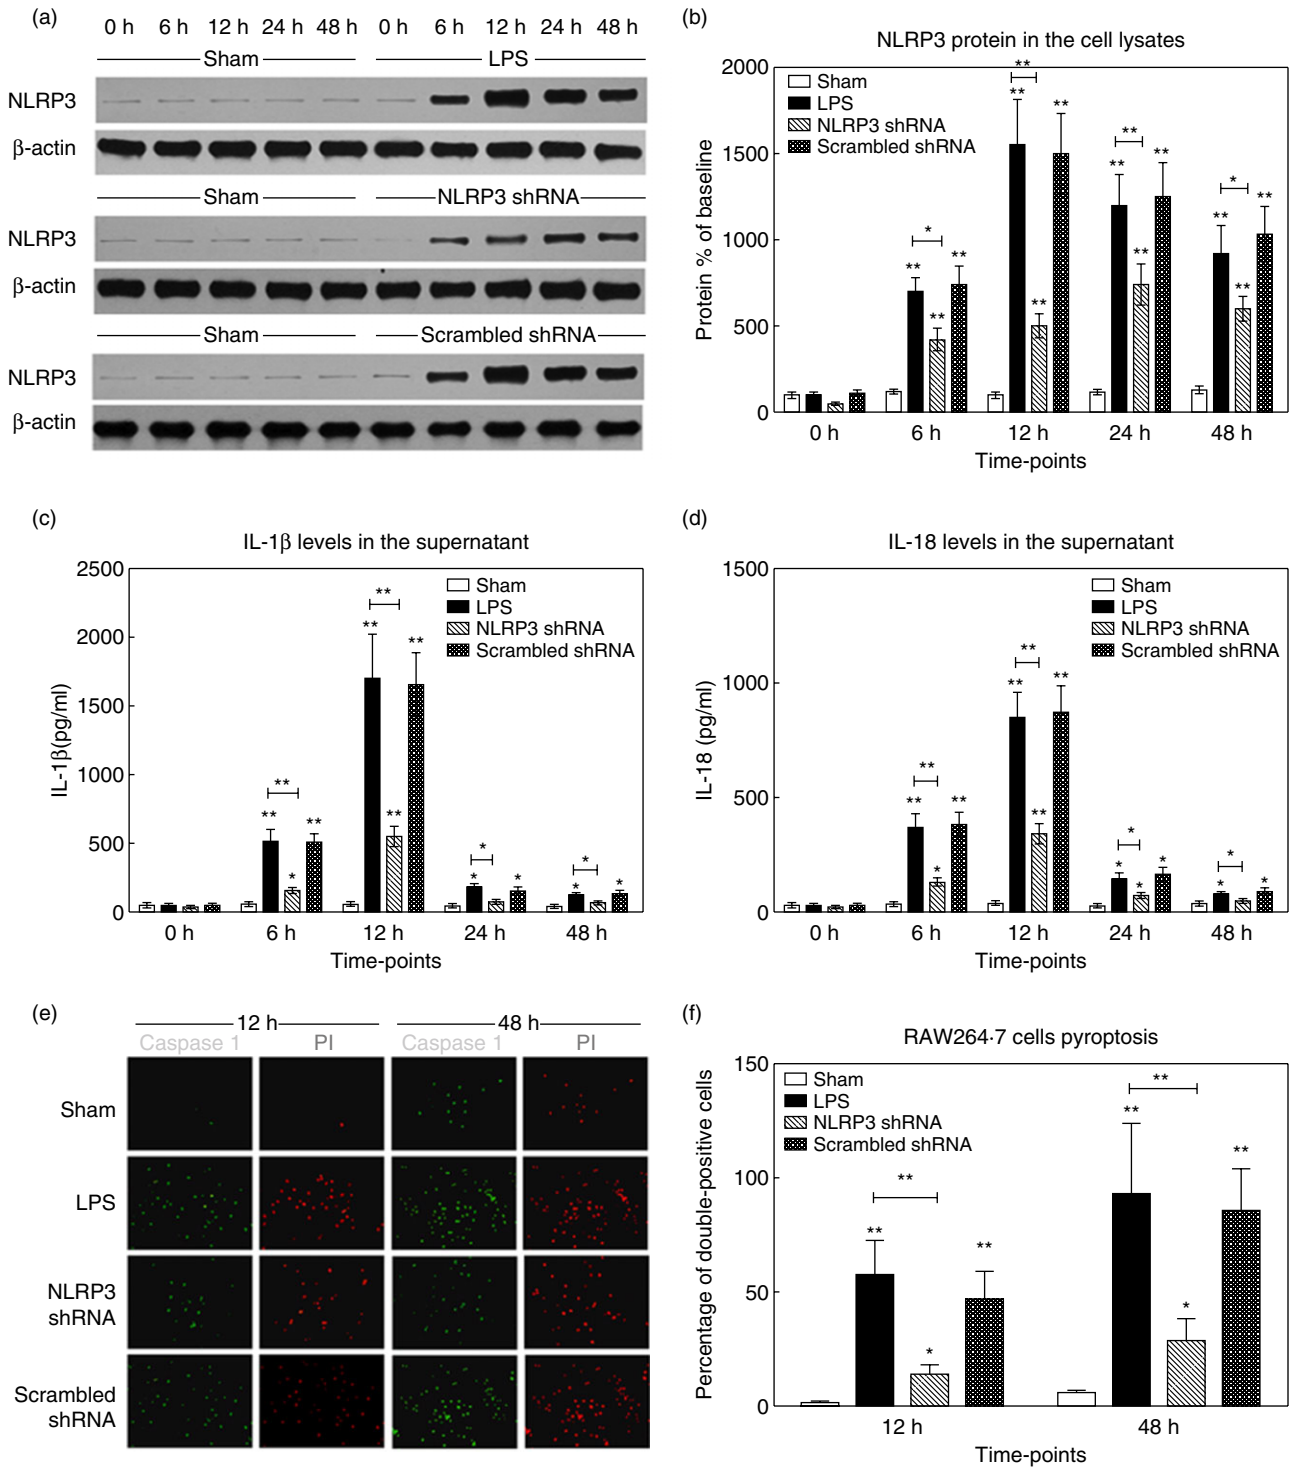 (a)
0 h 6 h 12 h 24 h 48 h 0 h 6 h 12 h 24 h 48 h
Sham LPS
NLRP3
β-actin
Sham NLRP3 shRNA
NLRP3
β-actin
Sham Scrambled shRNA
NLRP3
β-actin
(b)
NLRP3 protein in the cell lysates
Protein % of baseline
2000
1500
1000
500
0
Sham
LPS
NLRP3 shRNA
Scrambled shRNA
**
** **
**
** **
*
** **
*
** **
**
**
**
**
0 h 6 h 12 h 24 h 48 h
Time-points
(c)
IL-1β levels in the supernatant
IL-1β(pg/ml)
2500
2000
1500
1000
500
0
Sham
LPS
NLRP3 shRNA
Scrambled shRNA
**
** **
**
**
** **
*
*
* *
*
* *
0 h 6 h 12 h 24 h 48 h
Time-points
(d)
IL-18 levels in the supernatant
IL-18 (pg/ml)
1500
1000
500
0
Sham
LPS
NLRP3 shRNA
Scrambled shRNA
**
** **
**
** **
**
*
*
* * *
*
* * *
0 h 6 h 12 h 24 h 48 h
Time-points
(e)
12 h 48 h
Caspase 1 PI Caspase 1 PI
Sham
LPS
NLRP3
shRNA
Scrambled
shRNA
(f)
RAW264·7 cells pyroptosis
Percentage of double-positive cells
150
100
50
0
Sham
LPS
NLRP3 shRNA
Scrambled shRNA
**
** **
*
**
** **
*
12 h 48 h
Time-points